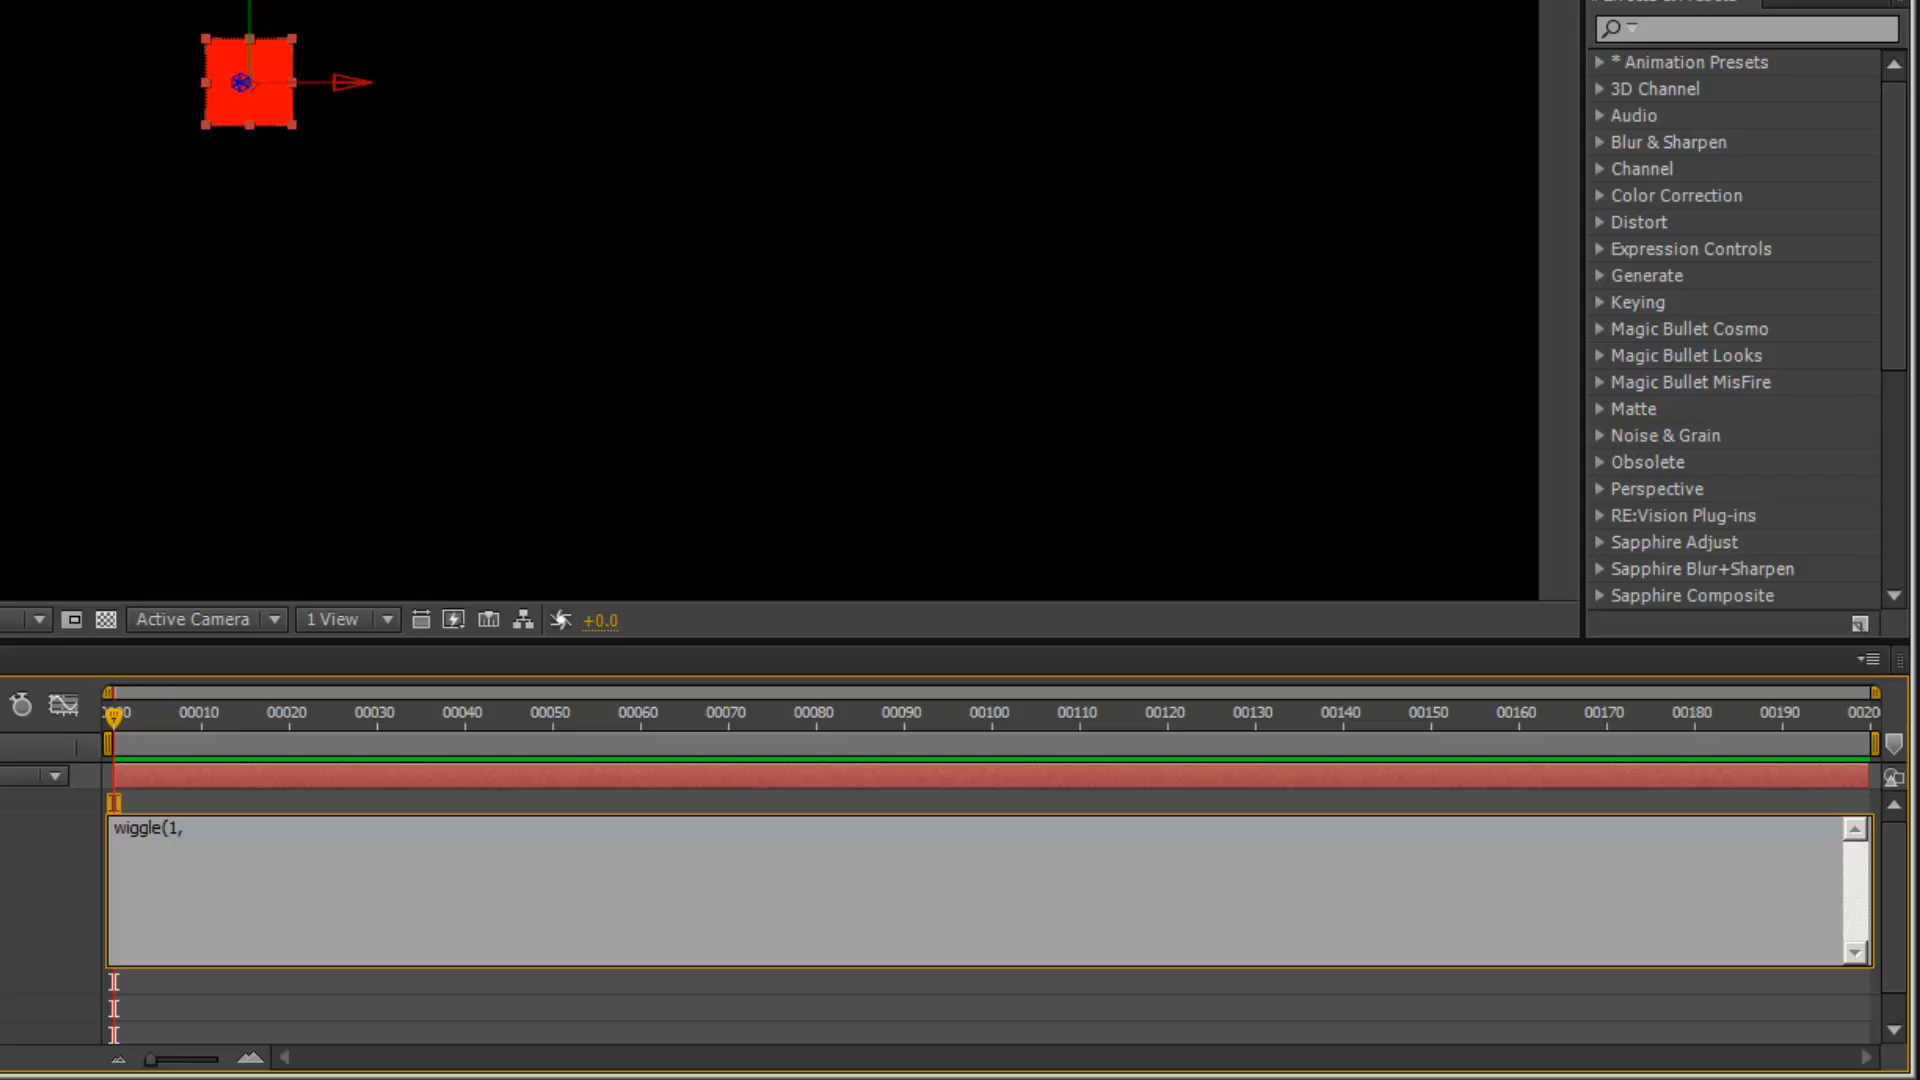 * Animation Presets
3D Channel
Audio
Blur & Sharpen
Channel
Color Correction
Distort
Expression Controls
Generate
Keying
Magic Bullet Cosmo
Magic Bullet Looks
Magic Bullet MisFire
Matte
Noise & Grain
Obsolete
Perspective
RE:Vision Plug-ins
Sapphire Adjust
Sapphire Blur+Sharpen
Sapphire Composite
Active Camera
1 View
+0.0
00010 00020 00030 00040 00050 00060 00070 00080 00090 00100 00110 00120 00130 00140 00150 00160 00170 00180 00190 0020
wiggle(1,